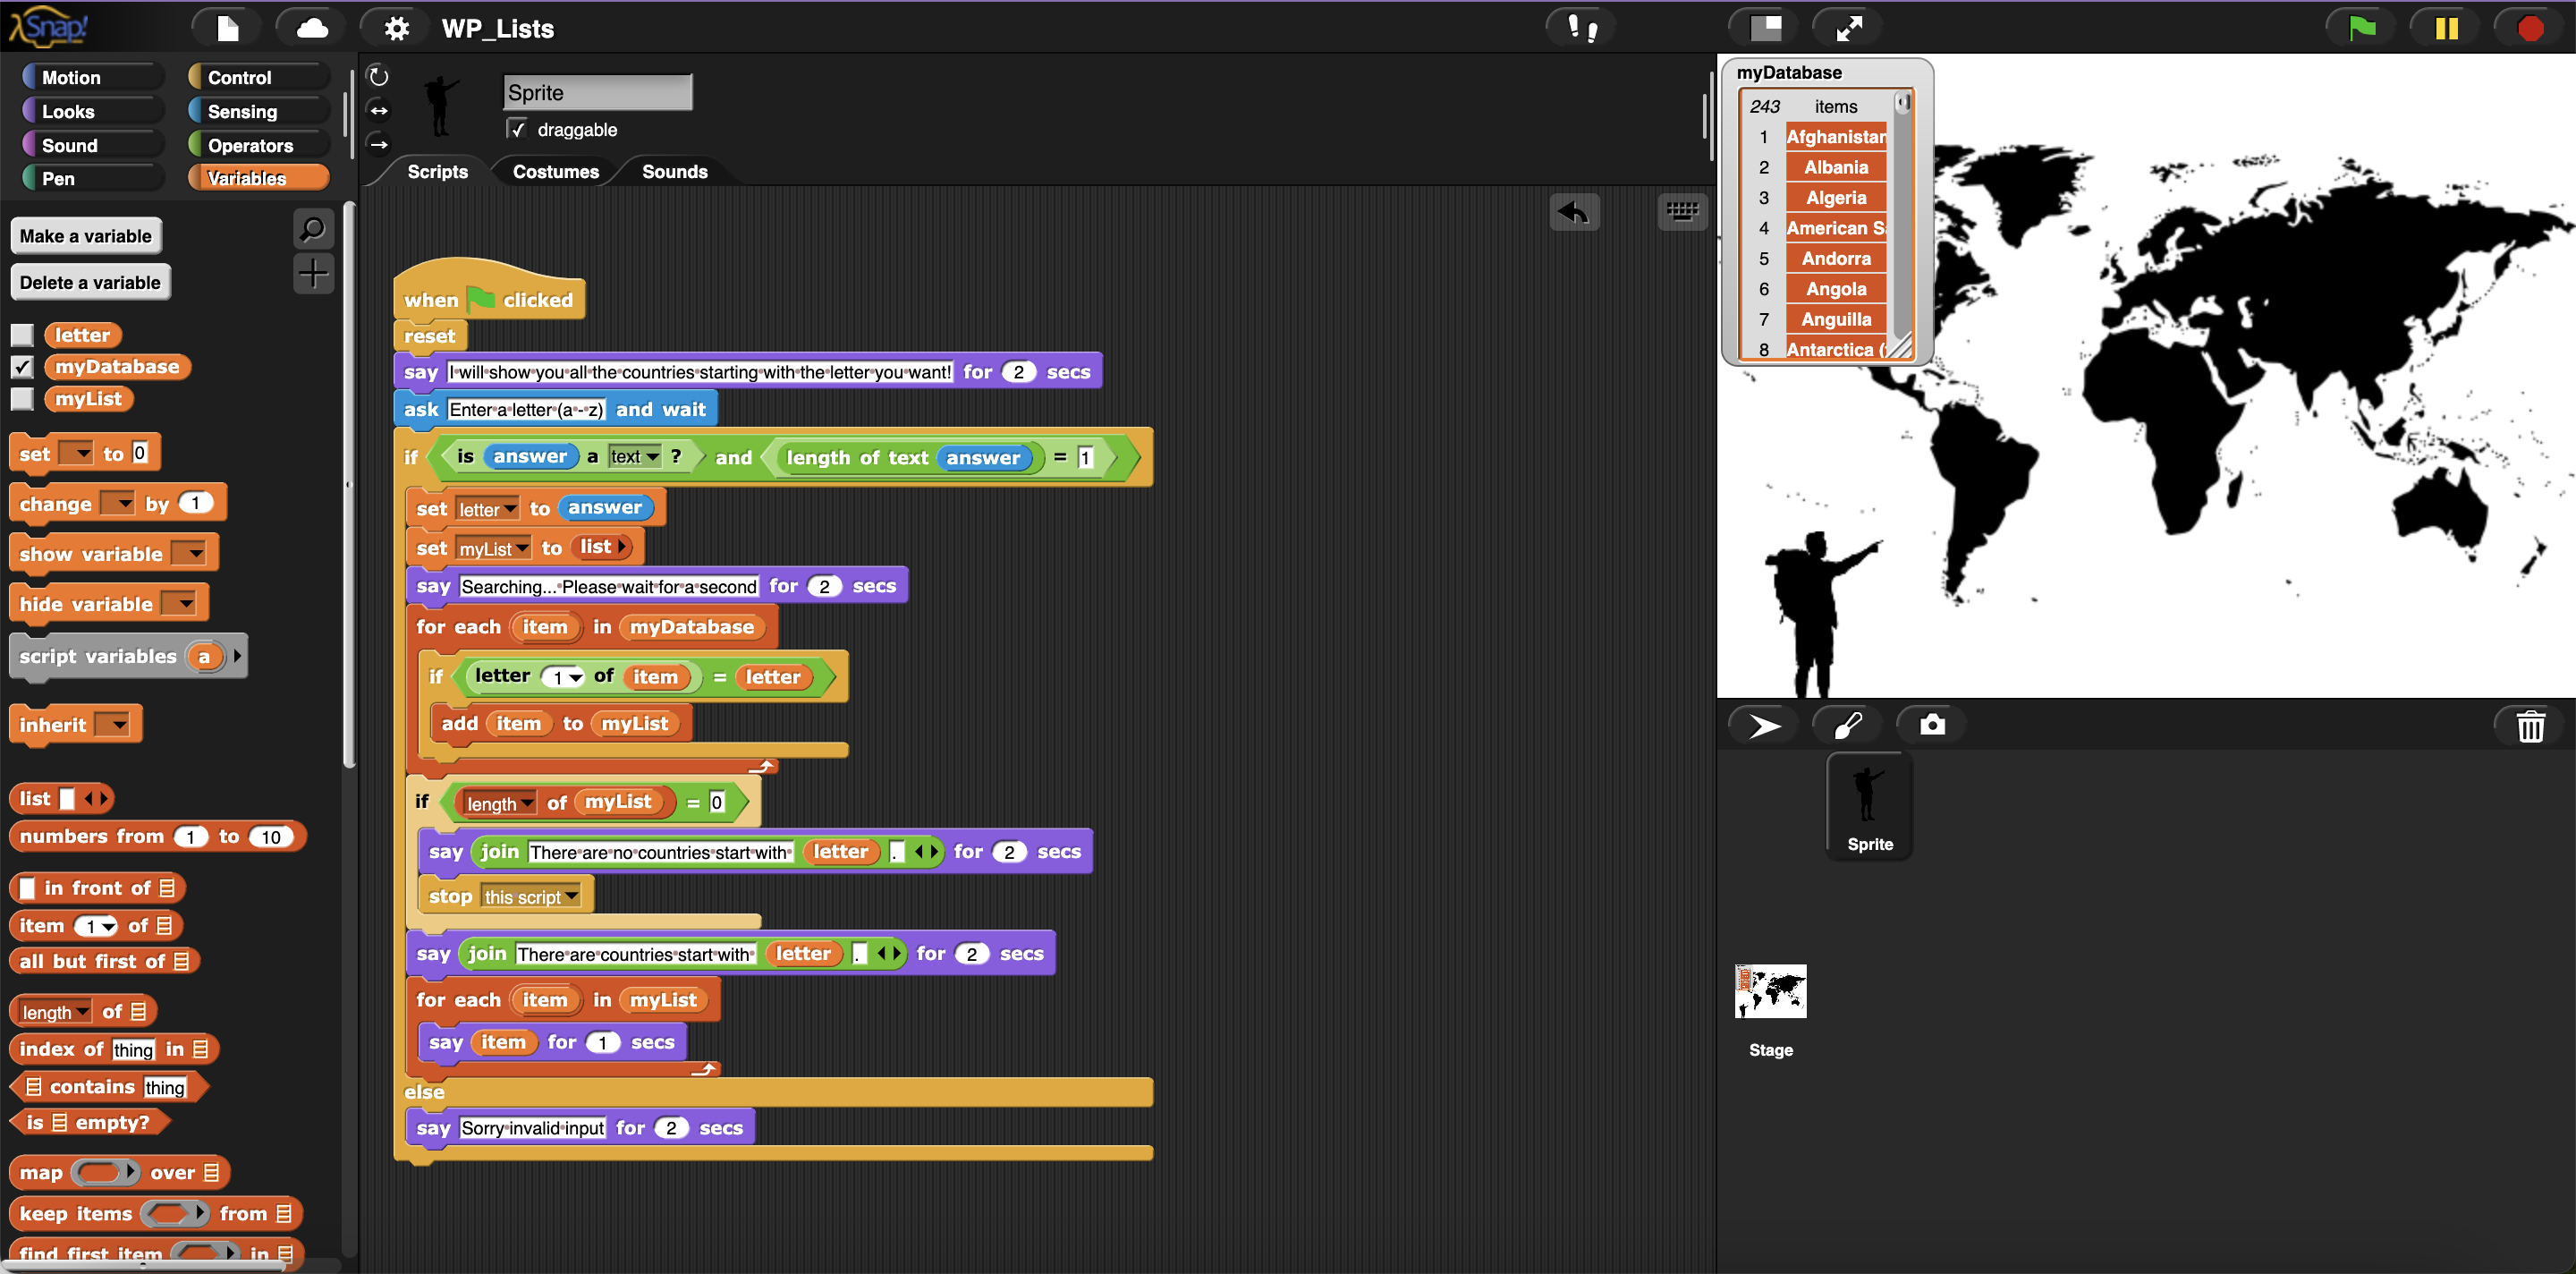 Snap!
WP_Lists
Motion
Control
Looks
Sensing
Sound
Operators
Pen
Variables
Make a variable
Delete a variable
letter
myDatabase
myList
set to 0
change by 1
show variable
hide variable
script variables a
inherit
list
numbers from 1 to 10
in front of
item 1 of
all but first of
length of
index of thing in
contains thing
is empty?
map over
keep items from
find first item in
Sprite
draggable
Scripts
Costumes
Sounds
when clicked
reset
say I will show you all the countries starting with the letter you want! for 2 secs
ask Enter a letter (a - z) and wait
if is answer a text ? and length of text answer = 1
set letter to answer
set myList to list
say Searching... Please wait for a second for 2 secs
for each item in myDatabase
if letter 1 of item = letter
add item to myList
if length of myList = 0
say join There are no countries start with letter . for 2 secs
stop this script
say join There are countries start with letter . for 2 secs
for each item in myList
say item for 1 secs
else
say Sorry invalid input for 2 secs
myDatabase
243 items
1 Afghanistan
2 Albania
3 Algeria
4 American S
5 Andorra
6 Angola
7 Anguilla
8 Antarctica (
Sprite
Stage